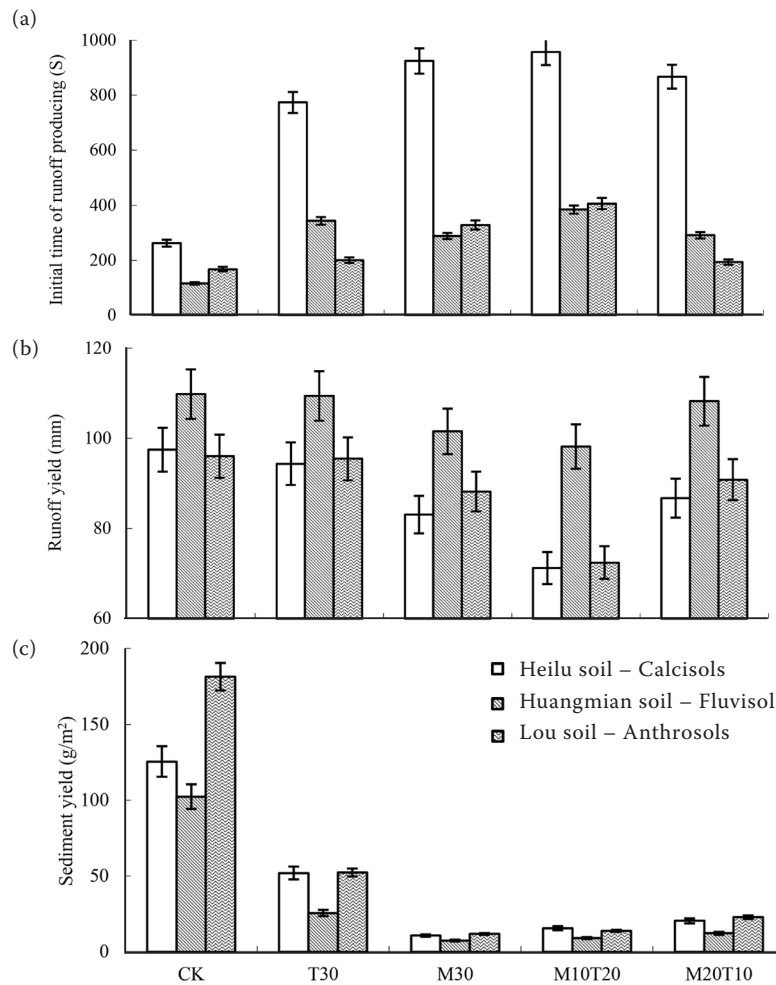 (a)
Initial time of runoff producing (S)
1000
800
600
400
200
0
(b)
Runoff yield (mm)
120
100
80
60
(c)
Sediment yield (g/m²)
200
150
100
50
0
Heilu soil – Calcisols
Huangmian soil – Fluvisol
Lou soil – Anthrosols
CK T30 M30 M10T20 M20T10